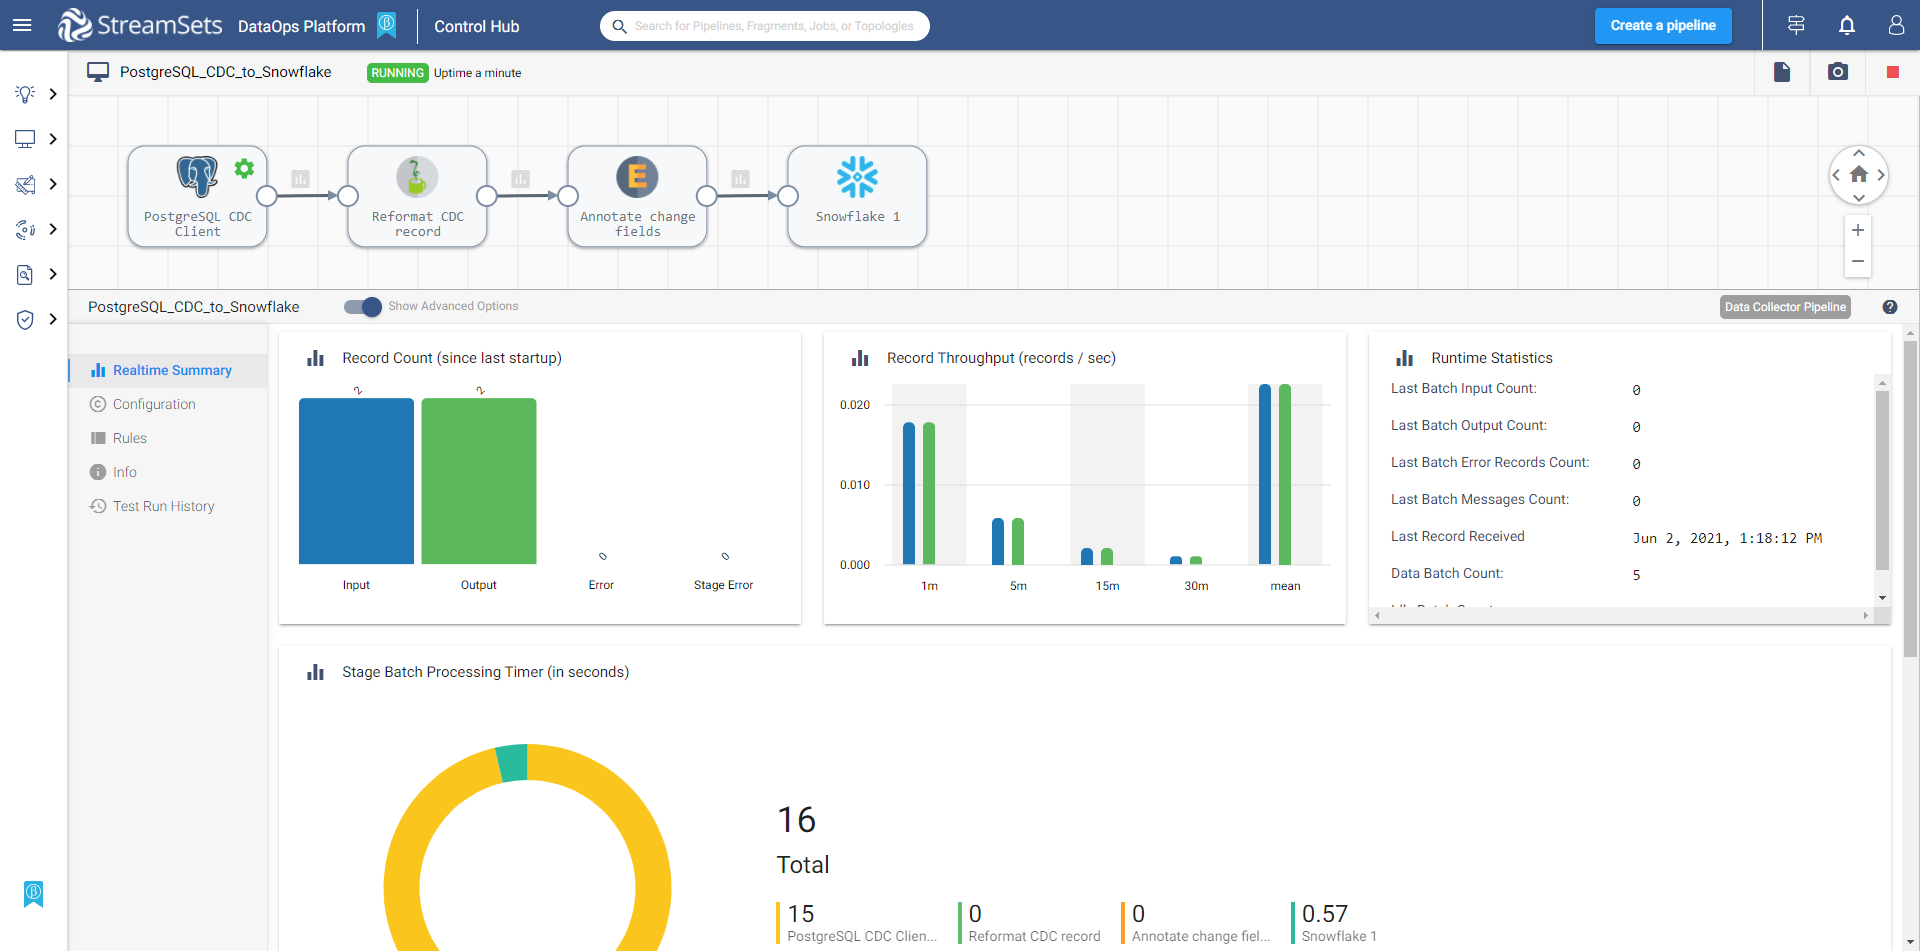 StreamSets DataOps Platform β Control Hub
Search for Pipelines, Fragments, Jobs, or Topologies
Create a pipeline
PostgreSQL_CDC_to_Snowflake
RUNNING Uptime a minute
PostgreSQL CDC
Client
Reformat CDC
record
E
Annotate change
fields
Snowflake 1
+
−
PostgreSQL_CDC_to_Snowflake
Show Advanced Options
Data Collector Pipeline
?
Realtime Summary
Configuration
Rules
Info
Test Run History
β
Record Count (since last startup)
2 2 0 0
Input Output Error Stage Error
Record Throughput (records / sec)
0.020
0.010
0.000
1m 5m 15m 30m mean
Runtime Statistics
Last Batch Input Count: 0
Last Batch Output Count: 0
Last Batch Error Records Count: 0
Last Batch Messages Count: 0
Last Record Received Jun 2, 2021, 1:18:12 PM
Data Batch Count: 5
Stage Batch Processing Timer (in seconds)
16
Total
15
PostgreSQL CDC Clien...
0
Reformat CDC record
0
Annotate change fiel...
0.57
Snowflake 1